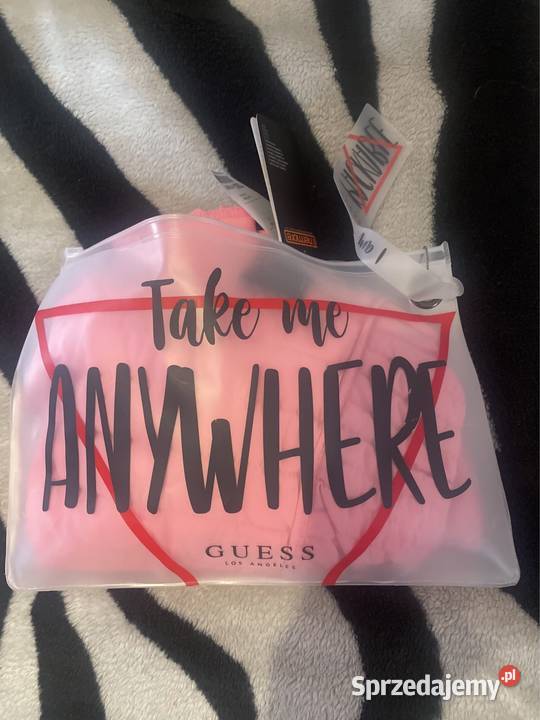 Take me
ANYWHERE
GUESS
LOS ANGELES
Sprzedajemy.pl